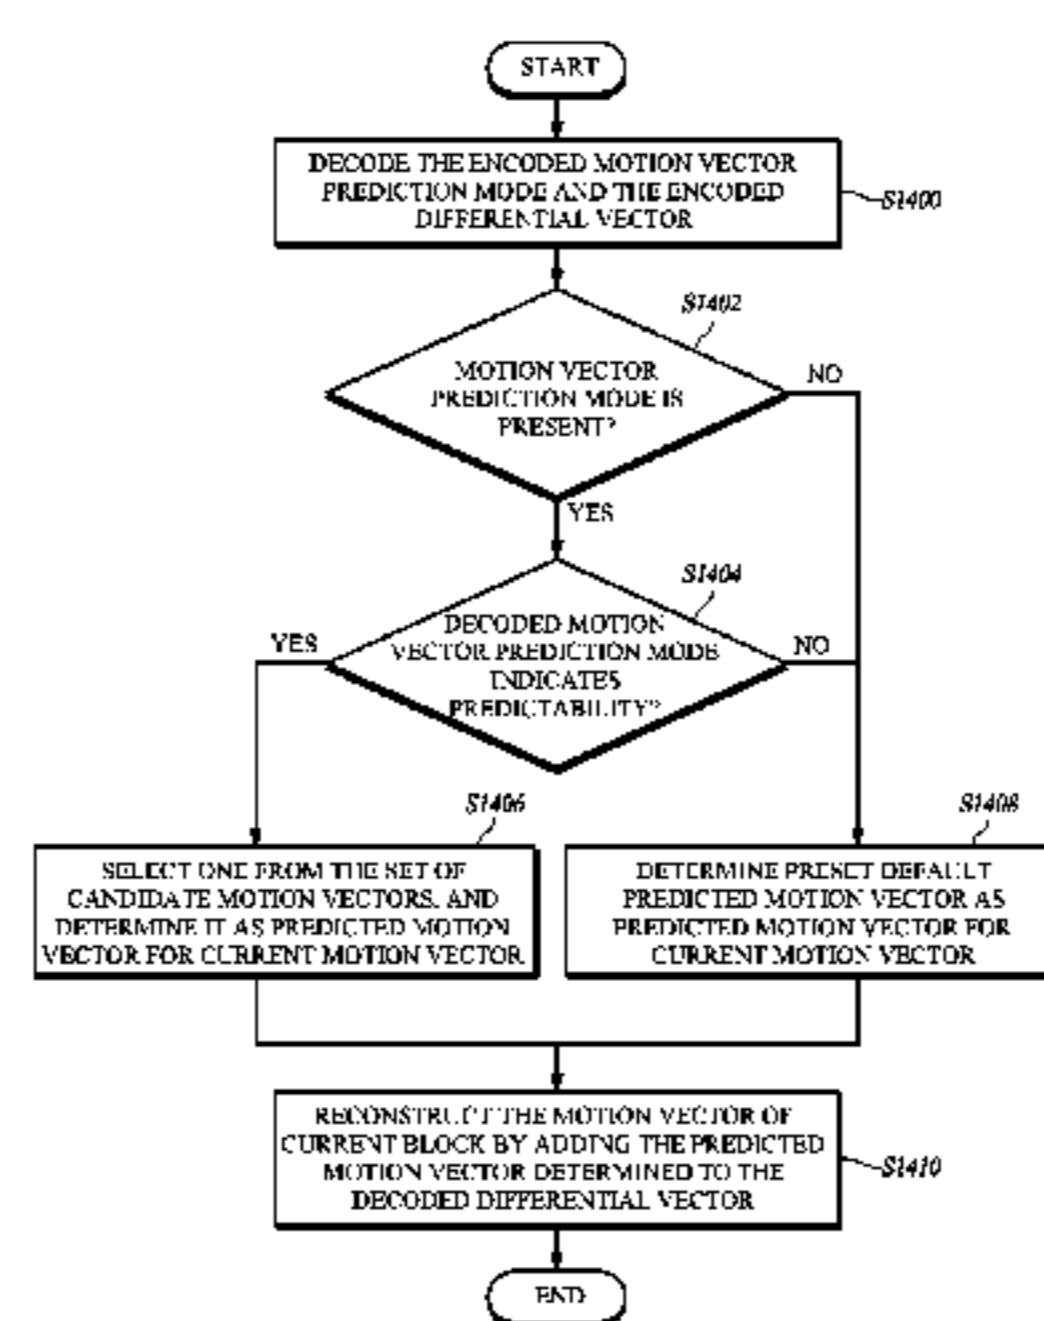 START
DECODE THE ENCODED MOTION VECTOR
PREDICTION MODE AND THE ENCODED
DIFFERENTIAL VECTOR
S1400
S1402
MOTION VECTOR
PREDICTION MODE IS
PRESENT?
NO
YES
S1404
DECODED MOTION
VECTOR PREDICTION MODE
INDICATES
PREDICTABILITY?
YES
NO
S1406
SELECT ONE FROM THE SET OF
CANDIDATE MOTION VECTORS, AND
DETERMINE IT AS PREDICTED MOTION
VECTOR FOR CURRENT MOTION VECTOR
S1408
DETERMINE PRESET DEFAULT
PREDICTED MOTION VECTOR AS
PREDICTED MOTION VECTOR FOR
CURRENT MOTION VECTOR
RECONSTRUCT THE MOTION VECTOR OF
CURRENT BLOCK BY ADDING THE PREDICTED
MOTION VECTOR DETERMINED TO THE
DECODED DIFFERENTIAL VECTOR
S1410
END